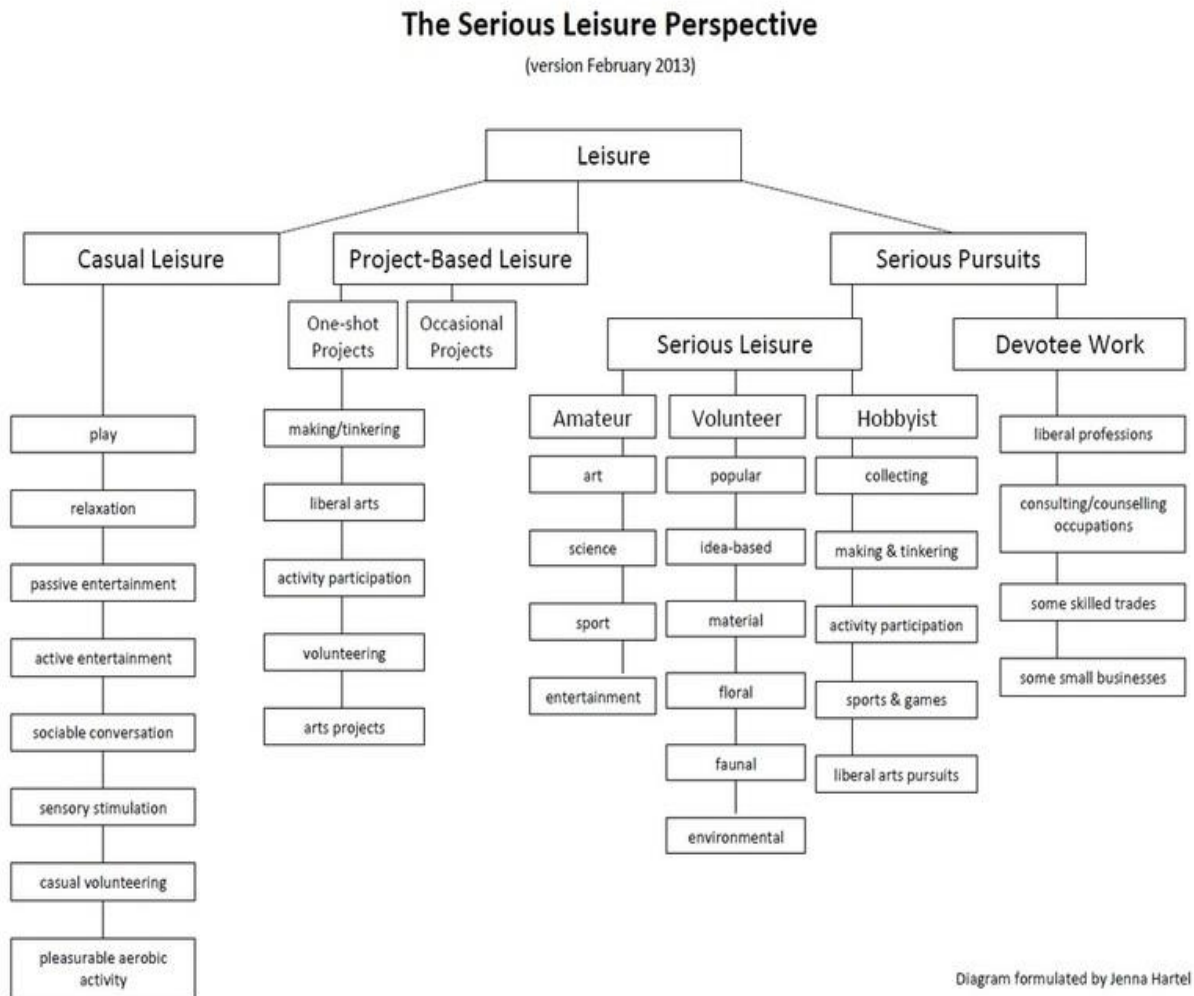 The Serious Leisure Perspective
(version February 2013)
Leisure
Casual Leisure
play
relaxation
passive entertainment
active entertainment
sociable conversation
sensory stimulation
casual volunteering
pleasurable aerobic
activity
Project-Based Leisure
One-shot
Projects
making/tinkering
liberal arts
activity participation
volunteering
arts projects
Occasional
Projects
Serious Pursuits
Serious Leisure
Amateur
art
science
sport
entertainment
Volunteer
popular
idea-based
material
floral
faunal
environmental
Hobbyist
collecting
making & tinkering
activity participation
sports & games
liberal arts pursuits
Devotee Work
liberal professions
consulting/counselling
occupations
some skilled trades
some small businesses
Diagram formulated by Jenna Hartel